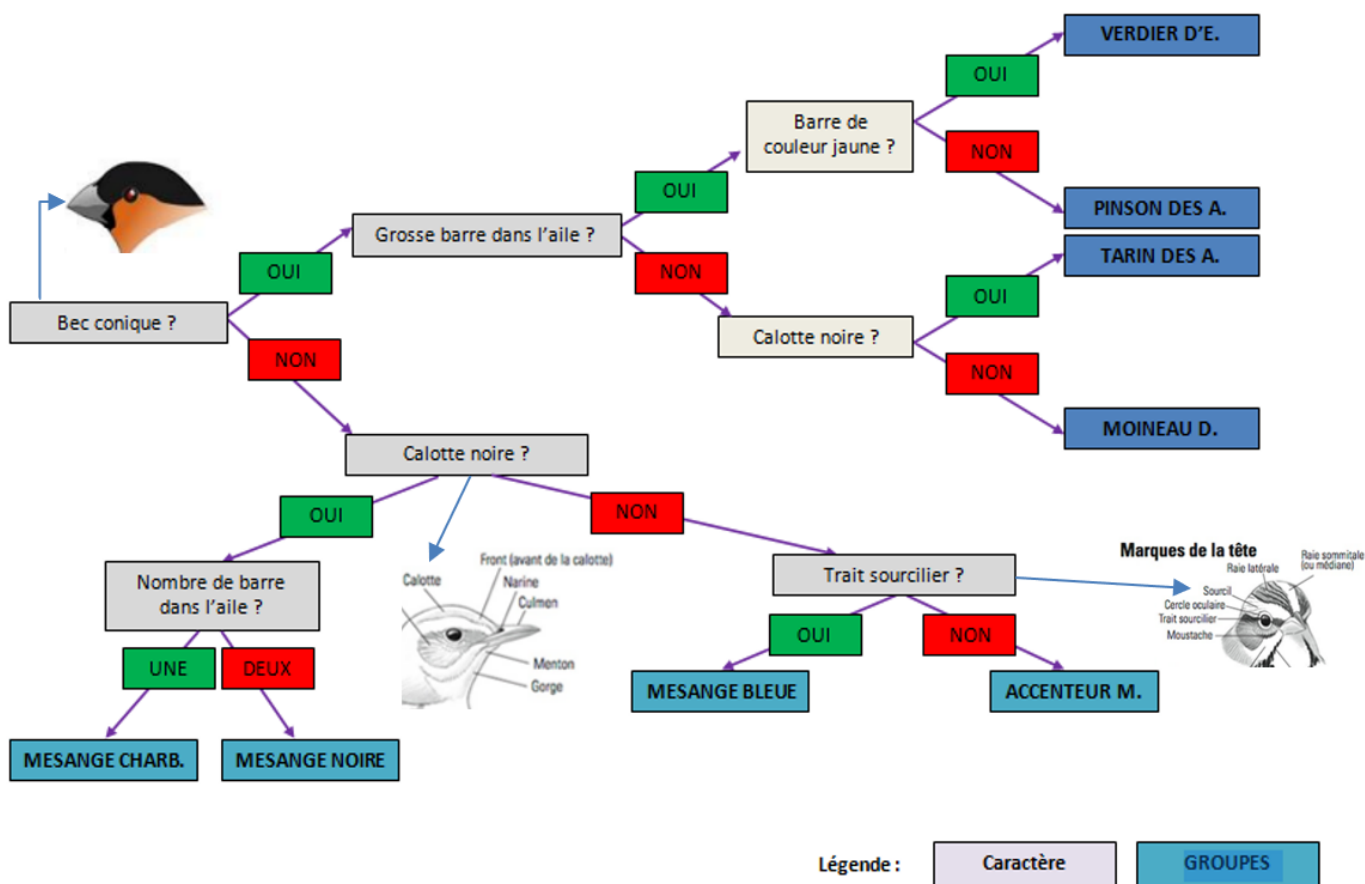 VERDIER D'E.
OUI
Barre de
couleur jaune ?
NON
OUI
PINSON DES A.
Grosse barre dans l'aile ?
TARIN DES A.
OUI
NON
OUI
Bec conique ?
Calotte noire ?
NON
NON
MOINEAU D.
Calotte noire ?
OUI
NON
Nombre de barre
dans l'aile ?
Front (avant de la calotte)
Calotte
Narine
Culmen
Menton
Gorge
Trait sourcilier ?
Marques de la tête
Raie sommitale
(ou médiane)
Raie latérale
Sourcil
Cercle oculaire
Trait sourcilier
Moustache
OUI
NON
UNE
DEUX
MESANGE BLEUE
ACCENTEUR M.
MESANGE CHARB.
MESANGE NOIRE
Légende :
Caractère
GROUPES